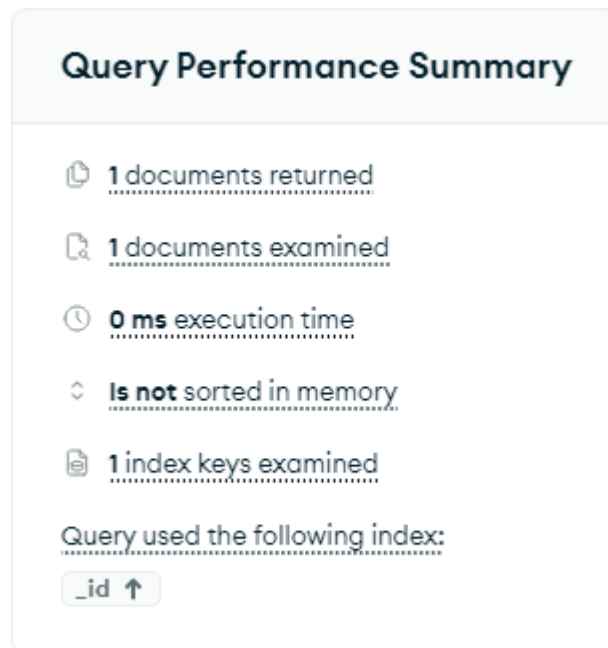 Query Performance Summary
1 documents returned
1 documents examined
0 ms execution time
Is not sorted in memory
1 index keys examined
Query used the following index:
_id ↑